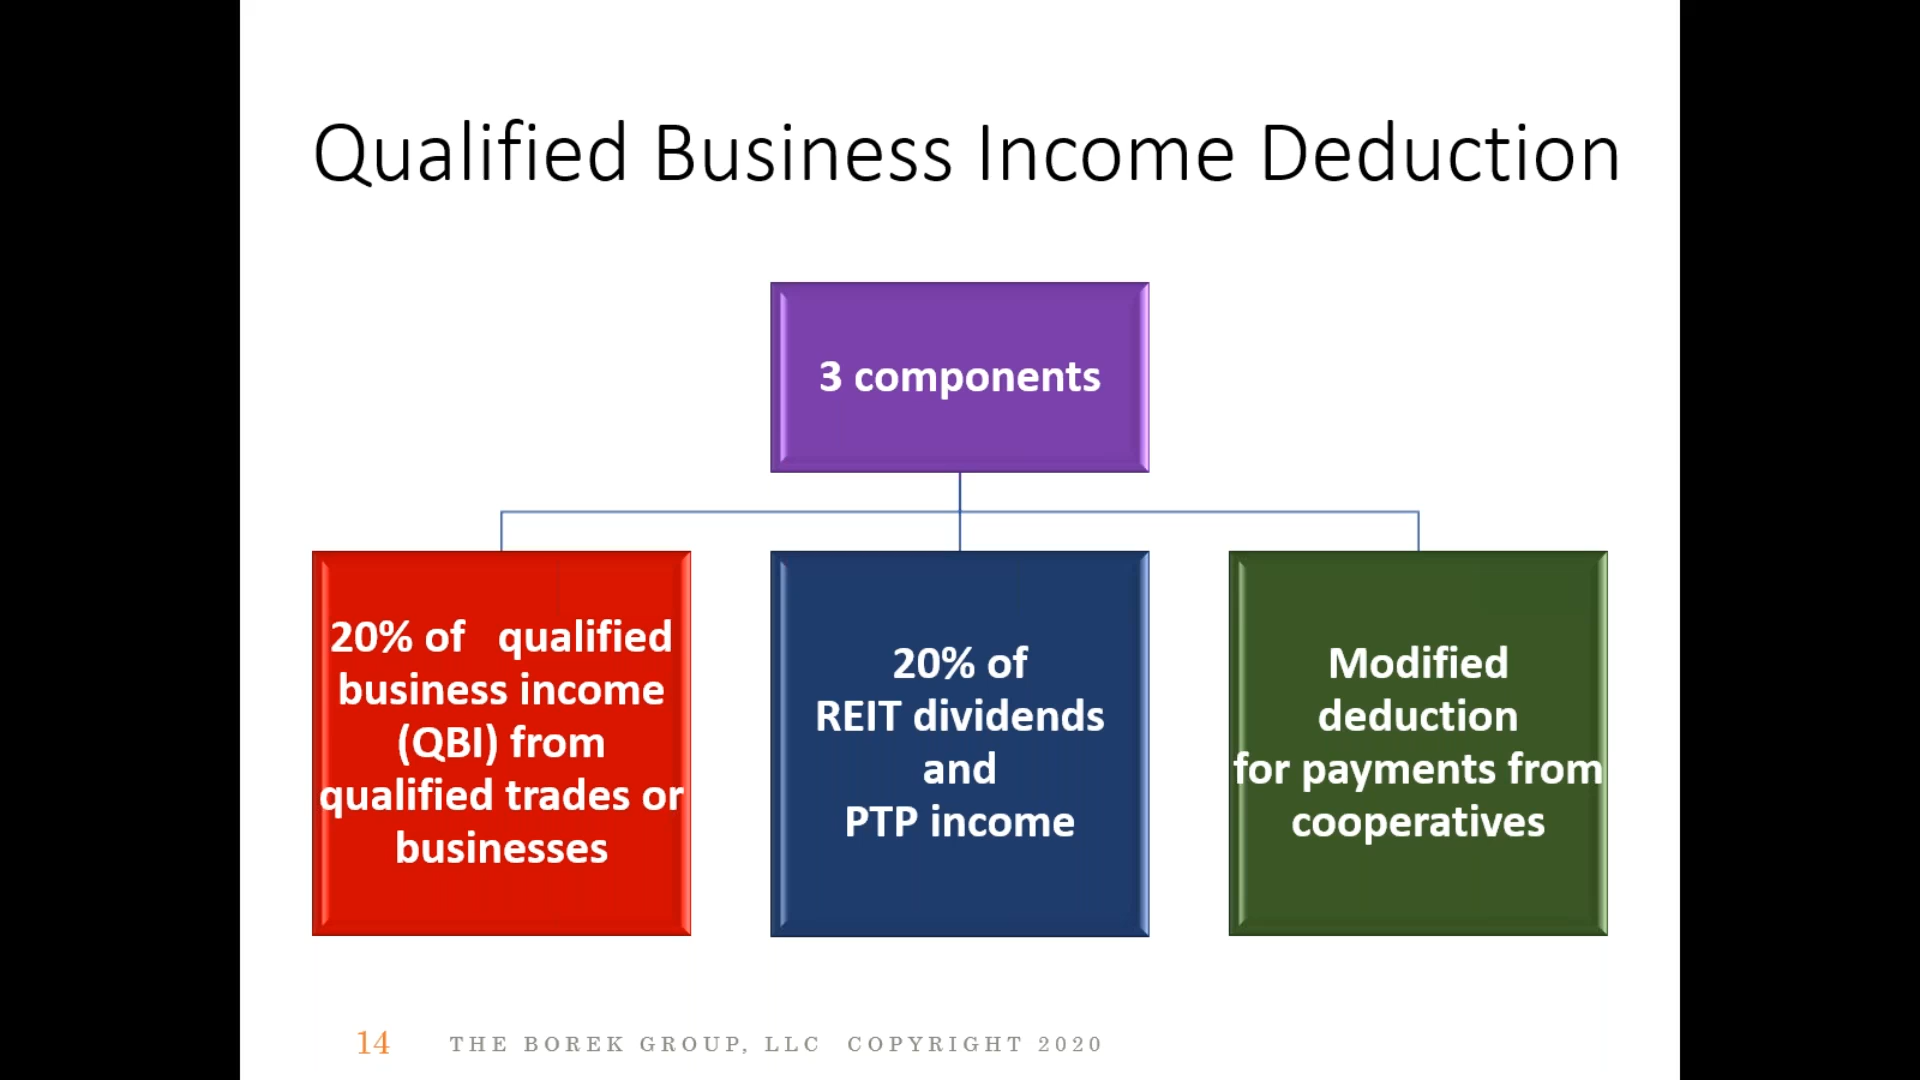 Qualified Business Income Deduction
3 components
20% of qualified
business income
(QBI) from
qualified trades or
businesses
20% of
REIT dividends
and
PTP income
Modified
deduction
for payments from
cooperatives
14 THE BOREK GROUP, LLC COPYRIGHT 2020